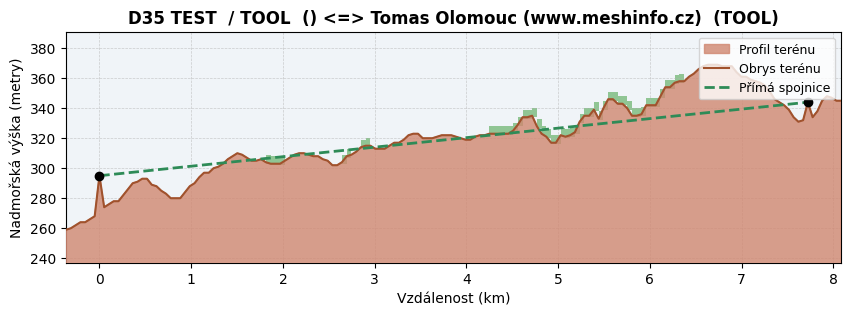 D35 TEST  / TOOL  () <=> Tomas Olomouc (www.meshinfo.cz)  (TOOL)
Nadmořská výška (metry)
380
360
340
320
300
280
260
240
Profil terénu
Obrys terénu
Přímá spojnice
0 1 2 3 4 5 6 7 8
Vzdálenost (km)